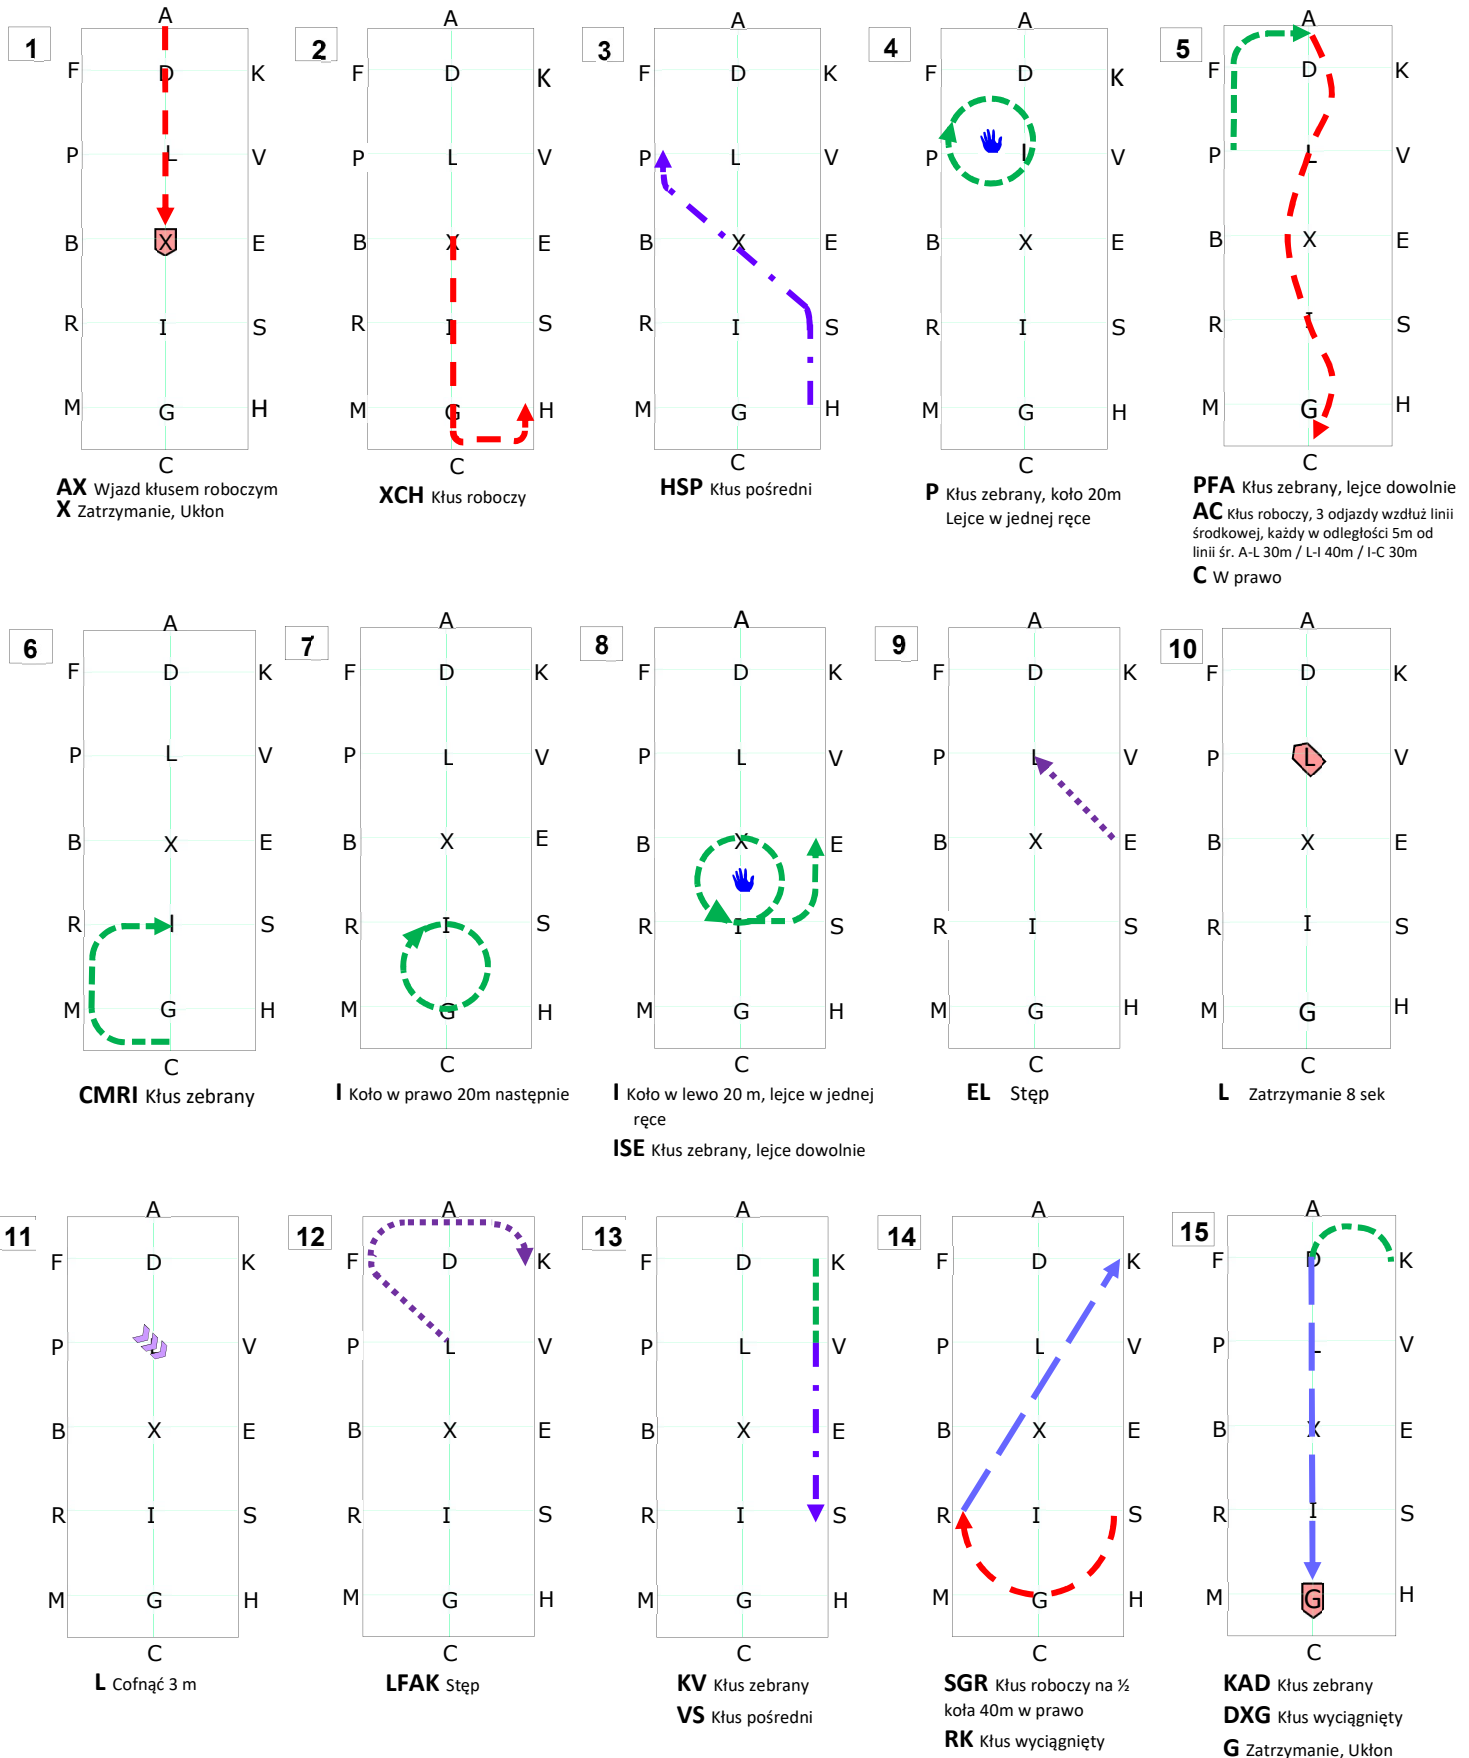 1
A
F D K
P L V
B X E
R I S
M G H
C
AX Wjazd kłusem roboczym
X Zatrzymanie, Ukłon
2
F D K
P L V
B X E
R I S
M G H
C
XCH Kłus roboczy
3
A
F D K
P L V
B X E
R I S
M G H
C
HSP Kłus pośredni
4
A
F D K
P V
B X E
R I S
M G H
C
P Kłus zebrany, koło 20m
Lejce w jednej ręce
5
A
F D K
P L V
B X E
R I S
M G H
C
PFA Kłus zebrany, lejce dowolnie
AC Kłus roboczy, 3 odjazdy wzdłuż linii
środkowej, każdy w odległości 5m od
linii śr. A-L 30m / L-I 40m / I-C 30m
C W prawo
6
A
F D K
P L V
B X E
R I S
M G H
C
CMRI Kłus zebrany
7
A
F D K
P L V
B X E
R I S
M G H
C
I Koło w prawo 20m następnie
8
A
F D K
P L V
B X E
R I S
M G H
C
I Koło w lewo 20 m, lejce w jednej
ręce
ISE Kłus zebrany, lejce dowolnie
9
A
F D K
P L V
B X E
R I S
M G H
C
EL Stęp
10
A
F D K
P L V
B X E
R I S
M G H
C
L Zatrzymanie 8 sek
11
A
F D K
P L V
B X E
R I S
M G H
C
L Cofnąć 3 m
12
A
F D K
P L V
B X E
R I S
M G H
C
LFAK Stęp
13
A
F D K
P L V
B X E
R I S
M G H
C
KV Kłus zebrany
VS Kłus pośredni
14
A
F D K
P L V
B X E
R I S
M G H
C
SGR Kłus roboczy na ½
koła 40m w prawo
RK Kłus wyciągnięty
15
A
F D K
P L V
B X E
R I S
M G H
C
KAD Kłus zebrany
DXG Kłus wyciągnięty
G Zatrzymanie, Ukłon